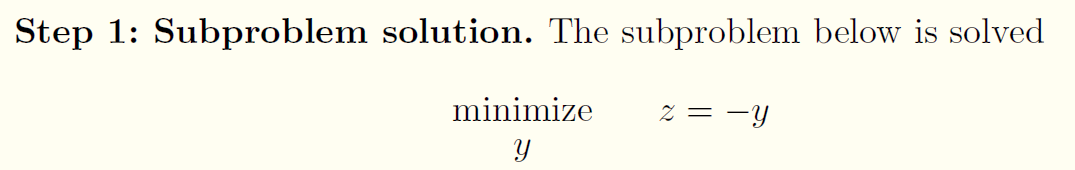 Step 1: Subproblem solution. The subproblem below is solved
minimize z = −y
y